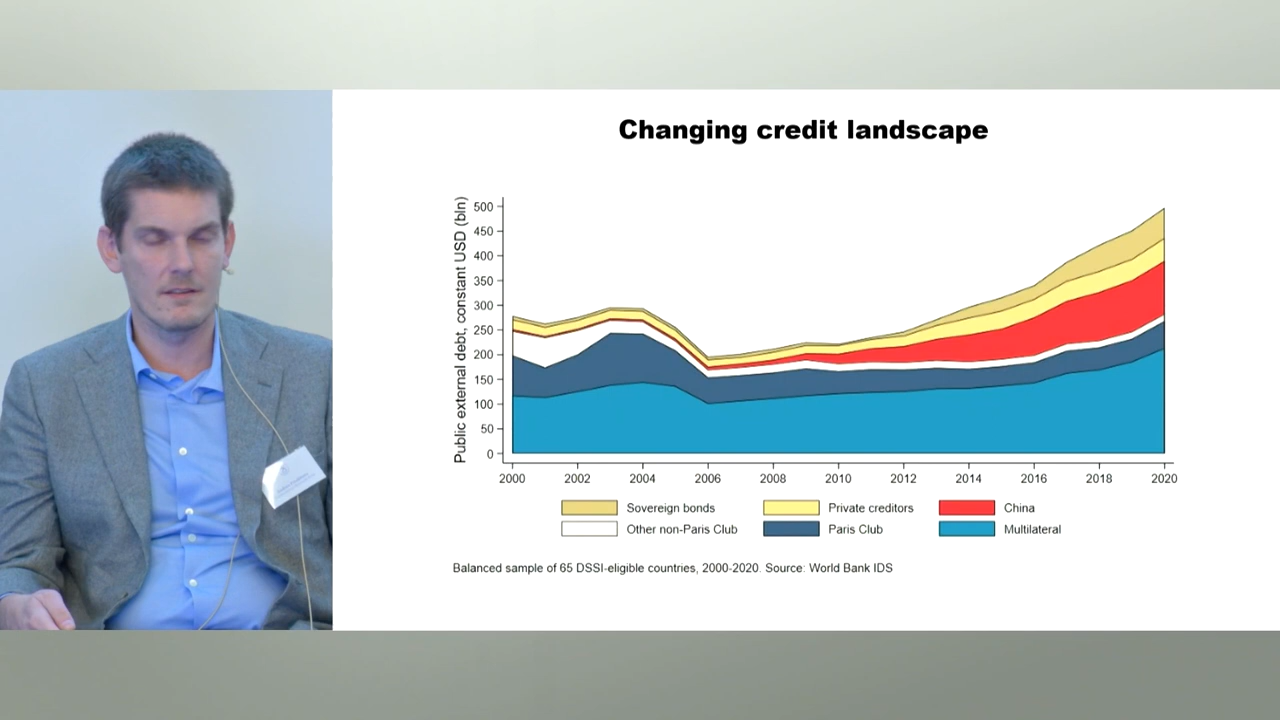 Changing credit landscape
Public external debt, constant USD (bln)
500
450
400
350
300
250
200
150
100
50
0
2000 2002 2004 2006 2008 2010 2012 2014 2016 2018 2020
Sovereign bonds Private creditors China
Other non-Paris Club Paris Club Multilateral
Balanced sample of 65 DSSI-eligible countries, 2000-2020. Source: World Bank IDS